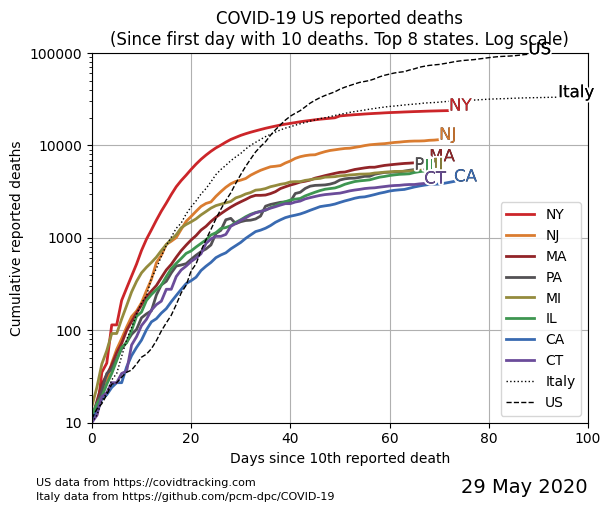 COVID-19 US reported deaths
(Since first day with 10 deaths. Top 8 states. Log scale)
US
Italy
NY
NJ
MA
CA
CT
100000
10000
1000
100
10
Cumulative reported deaths
0
20
40
60
80
100
Days since 10th reported death
NY
NJ
MA
PA
MI
IL
CA
CT
Italy
US
US data from https://covidtracking.com
Italy data from https://github.com/pcm-dpc/COVID-19
29 May 2020